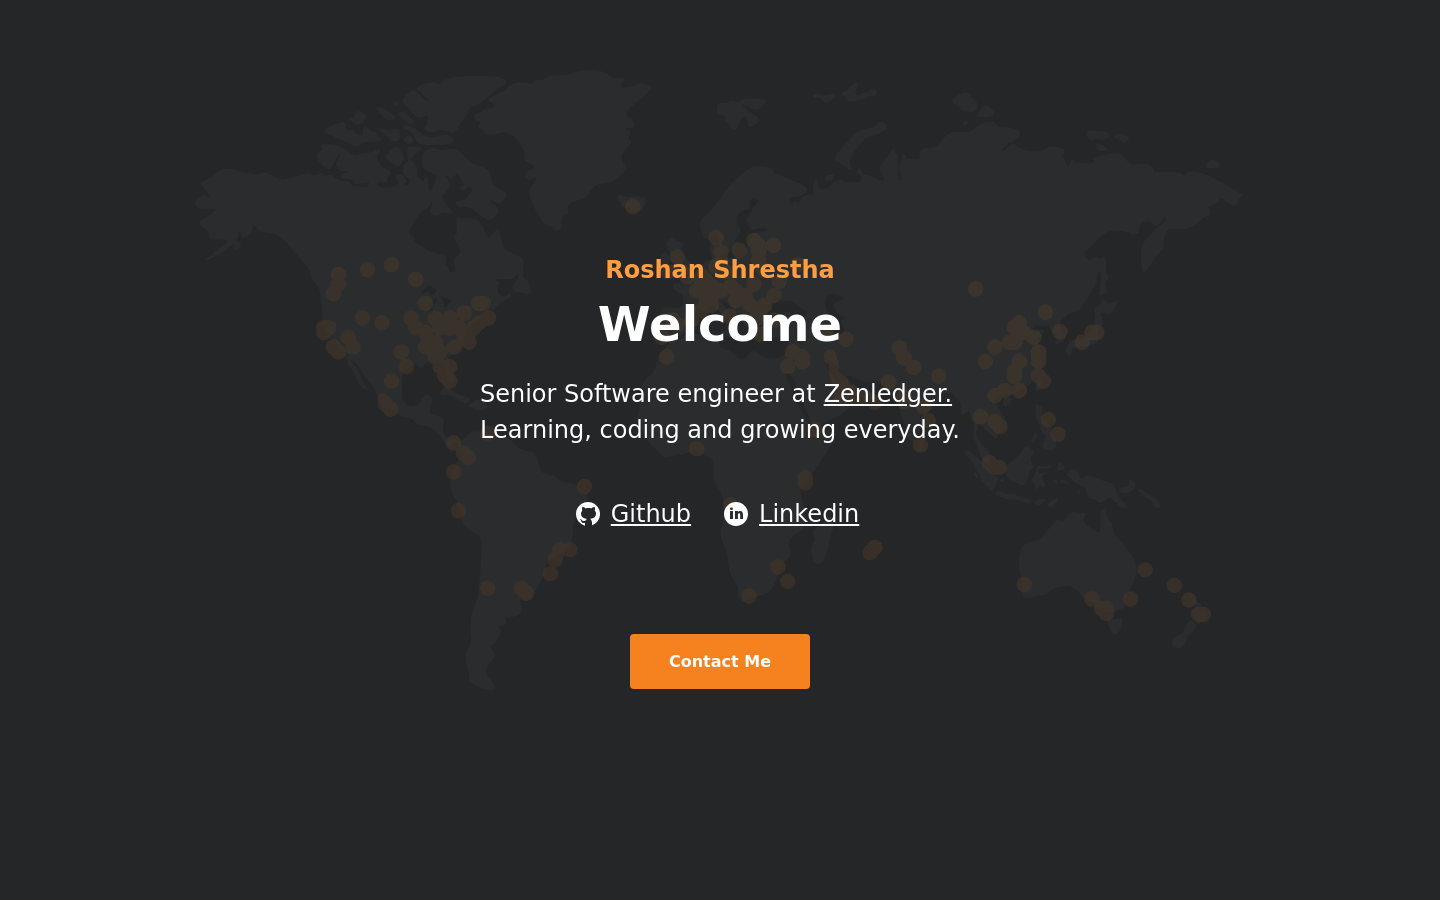 Roshan Shrestha
Welcome
Senior Software engineer at Zenledger.
Learning, coding and growing everyday.
Github Linkedin
Contact Me